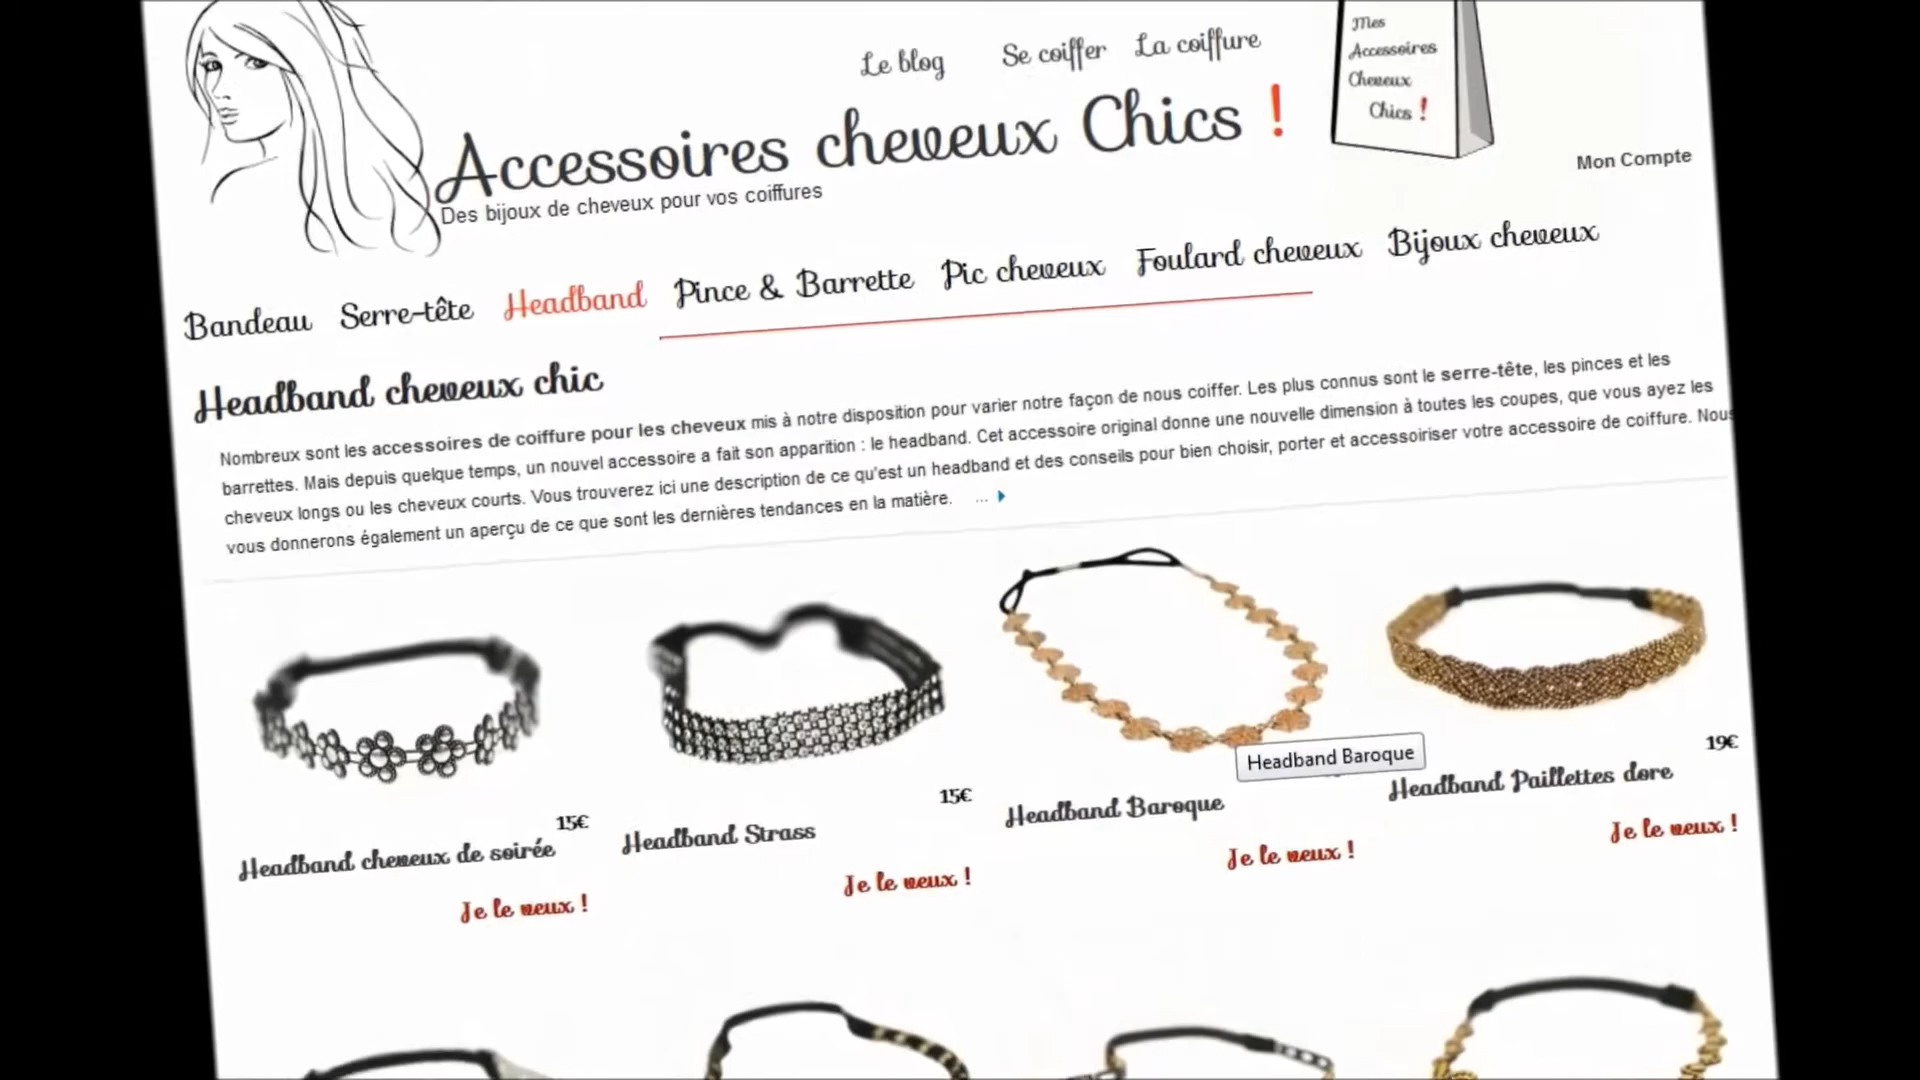 Le blog Se coiffer La coiffure
Mes
Accessoires
Cheveux
Chics !
Accessoires cheveux Chics !
Des bijoux de cheveux pour vos coiffures
Mon Compte
Bandeau Serre-tête Headband Pince & Barrette Pic cheveux Foulard cheveux Bijoux cheveux
Headband cheveux chic
Nombreux sont les accessoires de coiffure pour les cheveux mis à notre disposition pour varier notre façon de nous coiffer. Les plus connus sont le serre-tête, les pinces et les
barrettes. Mais depuis quelque temps, un nouvel accessoire a fait son apparition : le headband. Cet accessoire original donne une nouvelle dimension à toutes les coupes, que vous ayez les
cheveux longs ou les cheveux courts. Vous trouverez ici une description de ce qu'est un headband et des conseils pour bien choisir, porter et accessoiriser votre accessoire de coiffure. Nous
vous donnerons également un aperçu de ce que sont les dernières tendances en la matière. ...
15€
Headband cheveux de soirée
Je le veux !
15€
Headband Strass
Je le veux !
Headband Baroque
Headband Baroque
Je le veux !
19€
Headband Paillettes dore
Je le veux !